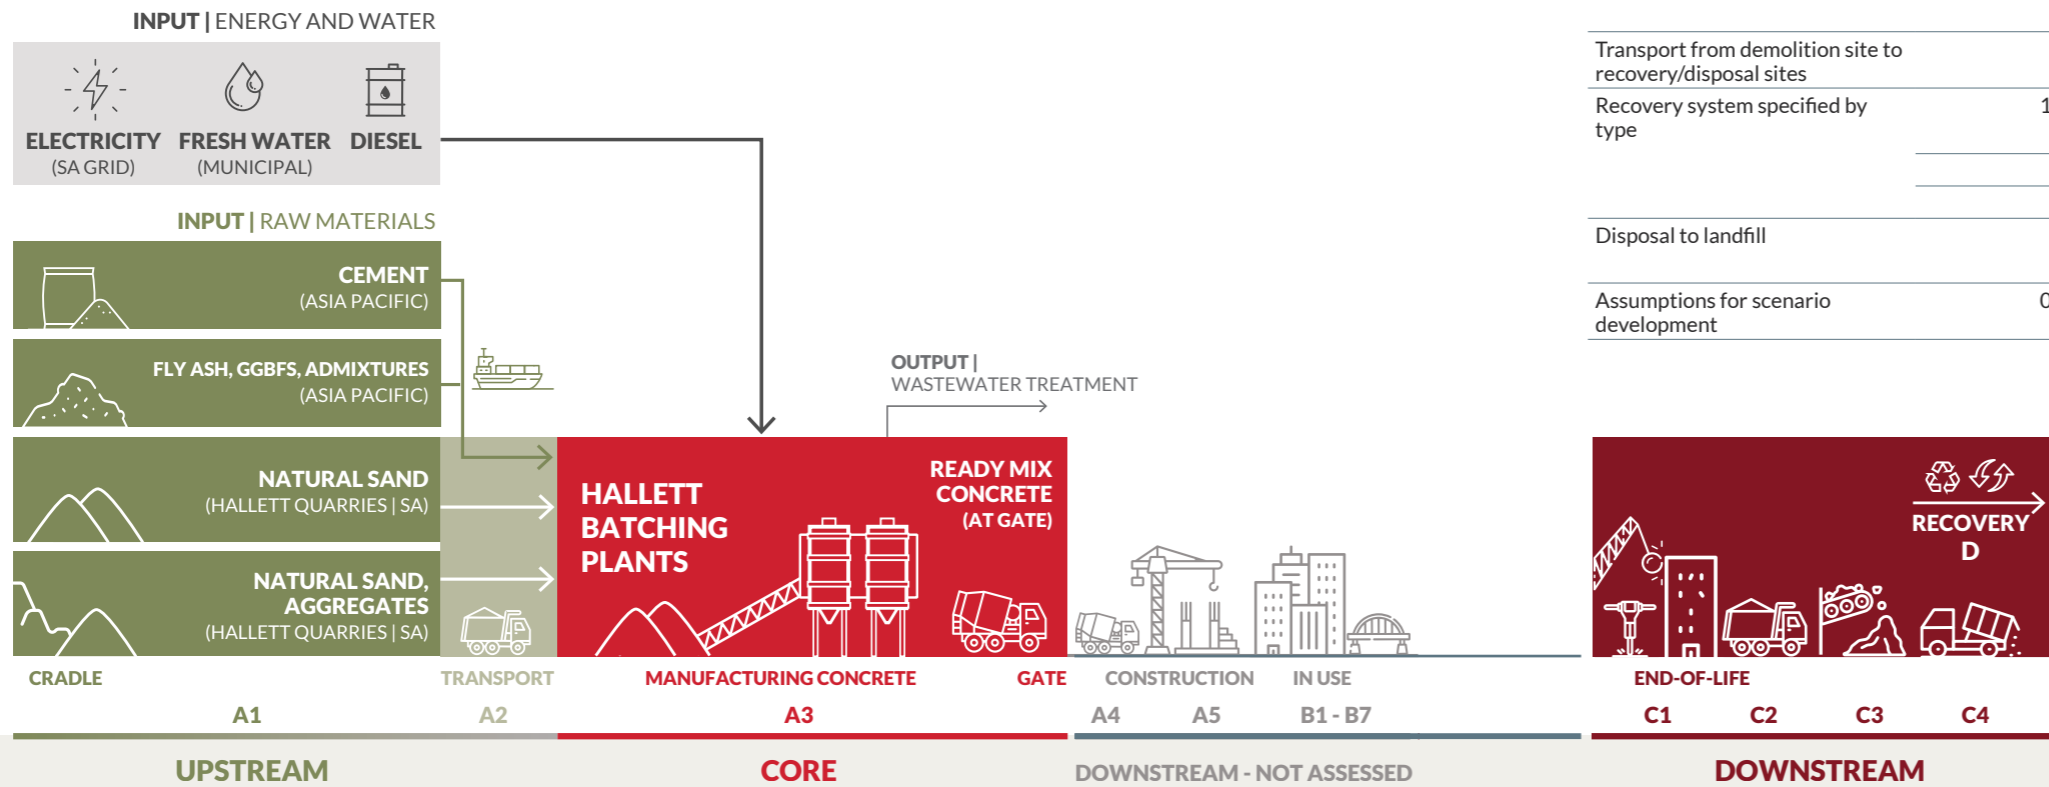 INPUT | ENERGY AND WATER
ELECTRICITY
(SA GRID)
FRESH WATER
(MUNICIPAL)
DIESEL
INPUT | RAW MATERIALS
CEMENT
(ASIA PACIFIC)
FLY ASH, GGBFS, ADMIXTURES
(ASIA PACIFIC)
NATURAL SAND
(HALLETT QUARRIES | SA)
NATURAL SAND,
AGGREGATES
(HALLETT QUARRIES | SA)
OUTPUT |
WASTEWATER TREATMENT
HALLETT
BATCHING
PLANTS
READY MIX
CONCRETE
(AT GATE)
Transport from demolition site to
recovery/disposal sites
Recovery system specified by
type
1
Disposal to landfill
Assumptions for scenario
development
0
RECOVERY
D
CRADLE
TRANSPORT
MANUFACTURING CONCRETE
GATE
CONSTRUCTION
IN USE
END-OF-LIFE
A1
A2
A3
A4
A5
B1 - B7
C1
C2
C3
C4
UPSTREAM
CORE
DOWNSTREAM - NOT ASSESSED
DOWNSTREAM